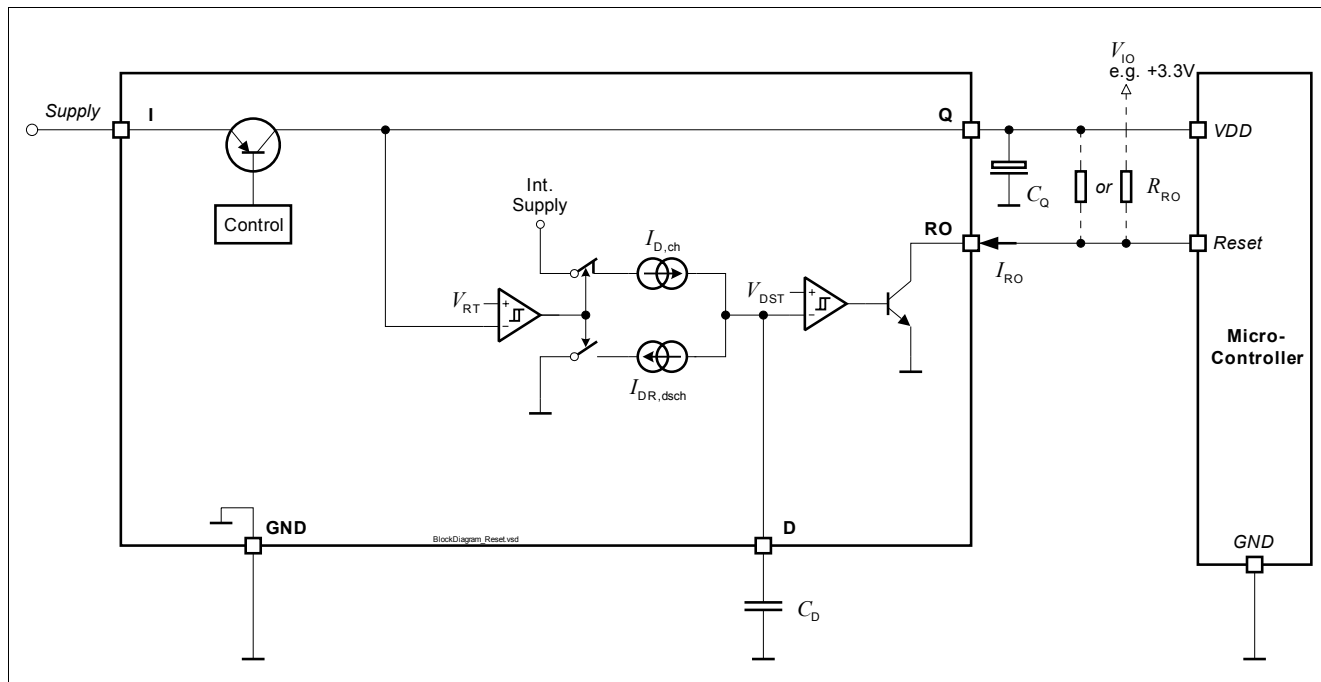 V_IO
e.g. +3.3V
Supply
I
Q
VDD
Control
Int.
Supply
C_Q
or
R_RO
RO
I_D,ch
Reset
I_RO
V_RT
+
−
V_DST
+
−
I_DR,dsch
Micro-
Controller
GND
D
GND
BlockDiagram_Reset.vsd
C_D